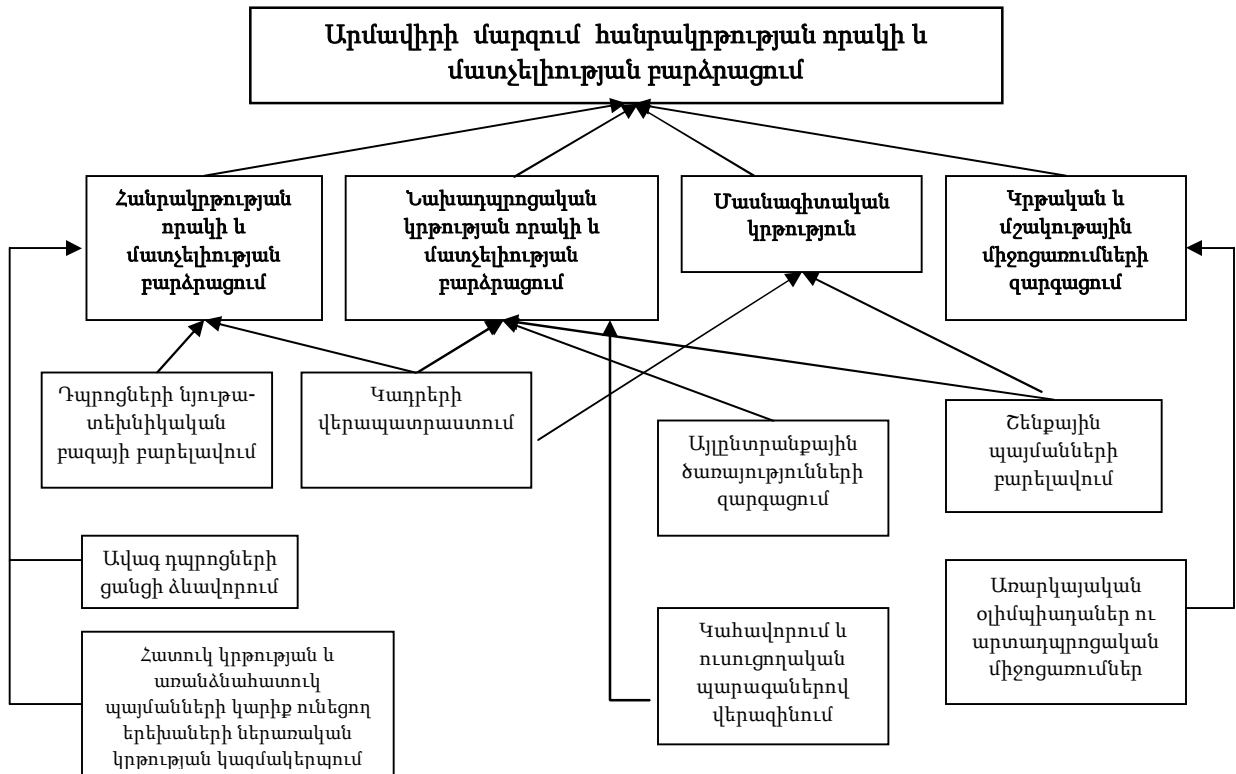 Արմավիրի մարզում հանրակրթության որակի և
մատչելիության բարձրացում
Հանրակրթության
որակի և
մատչելիության
բարձրացում
Նախադպրոցական
կրթության որակի և
մատչելիության
բարձրացում
Մասնագիտական
կրթություն
Կրթական և
մշակութային
միջոցառումների
զարգացում
Դպրոցների նյութա-
տեխնիկական
բազայի բարելավում
Կադրերի
վերապատրաստում
Այլընտրանքային
ծառայությունների
զարգացում
Շենքային
պայմանների
բարելավում
Ավագ դպրոցների
ցանցի ձևավորում
Հատուկ կրթության և
առանձնահատուկ
պայմանների կարիք ունեցող
երեխաների ներառական
կրթության կազմակերպում
Կահավորում և
ուսուցողական
պարագաներով
վերազինում
Առարկայական
օլիմպիադաներ ու
արտադպրոցական
միջոցառումներ